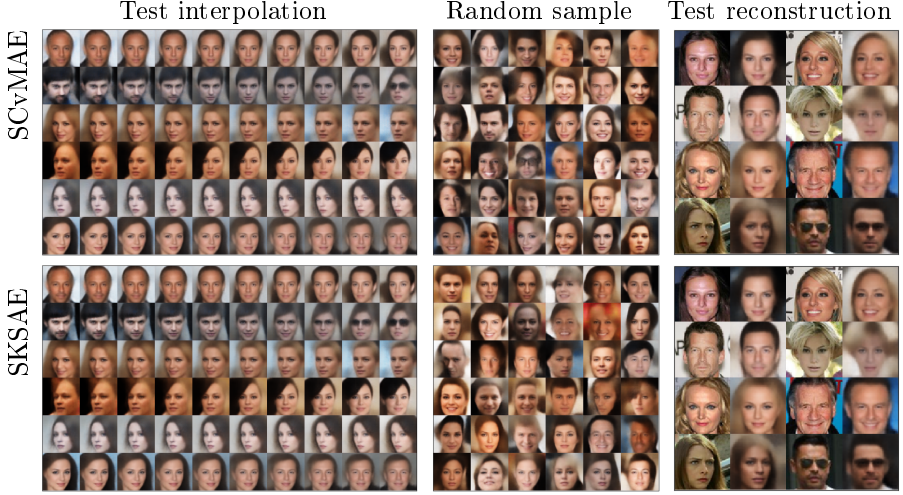 Test interpolation
Random sample
Test reconstruction
SCvMAE
SKSAE